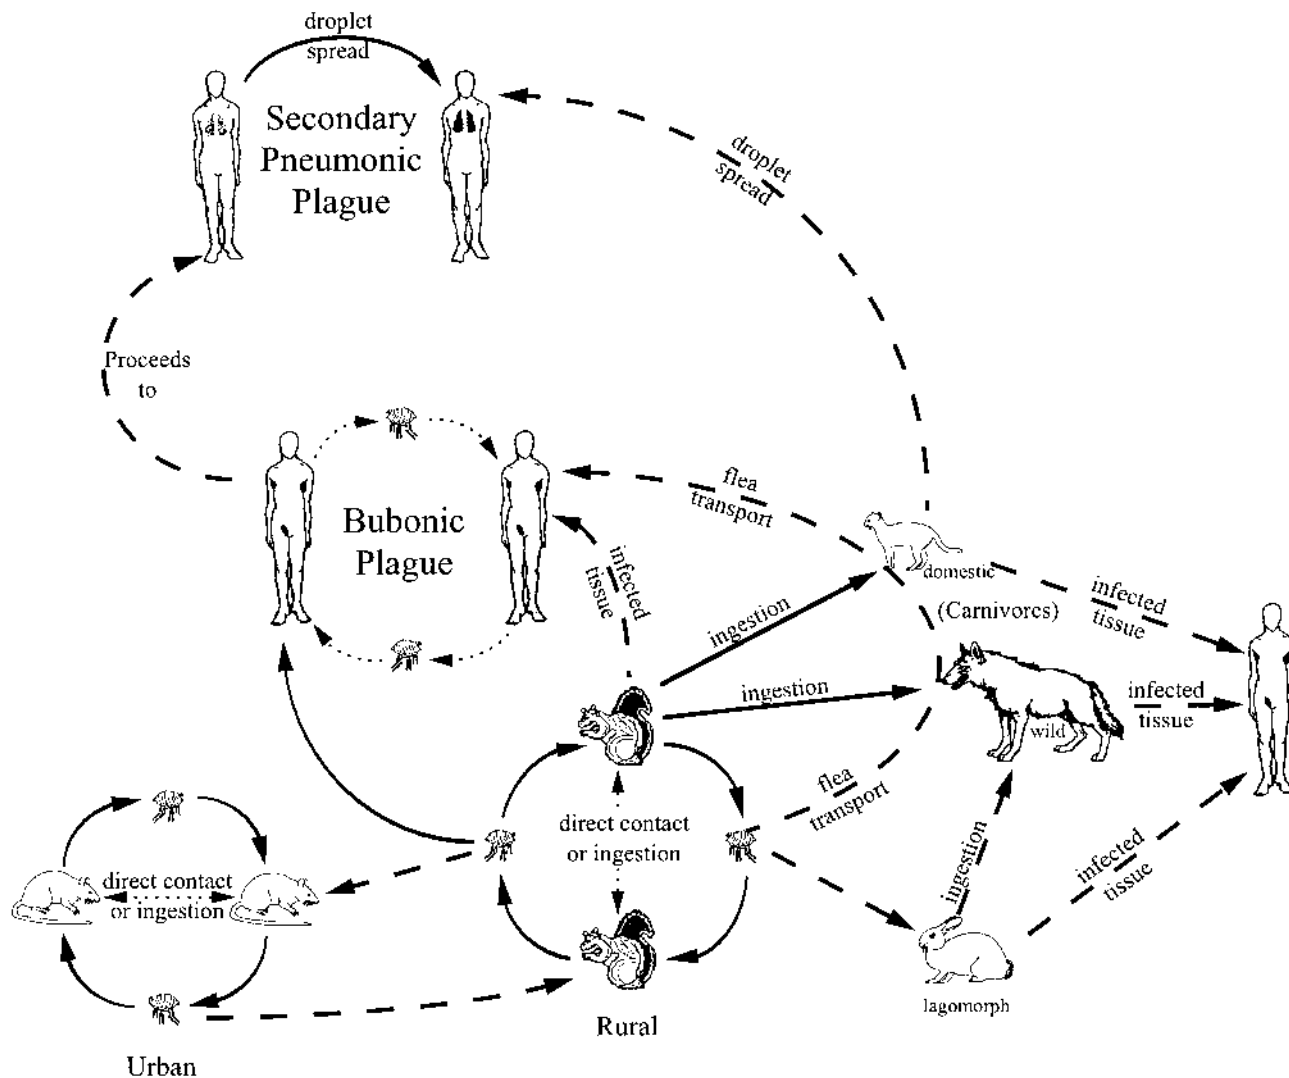 droplet
spread
Secondary
Pneumonic
Plague
droplet
spread
Proceeds
to
flea
transport
Bubonic
Plague
infected
tissue
domestic
(Carnivores)
infected
tissue
ingestion
ingestion
infected
tissue
wild
flea
transport
direct contact
or ingestion
direct contact
or ingestion
ingestion
infected
tissue
lagomorph
Rural
Urban